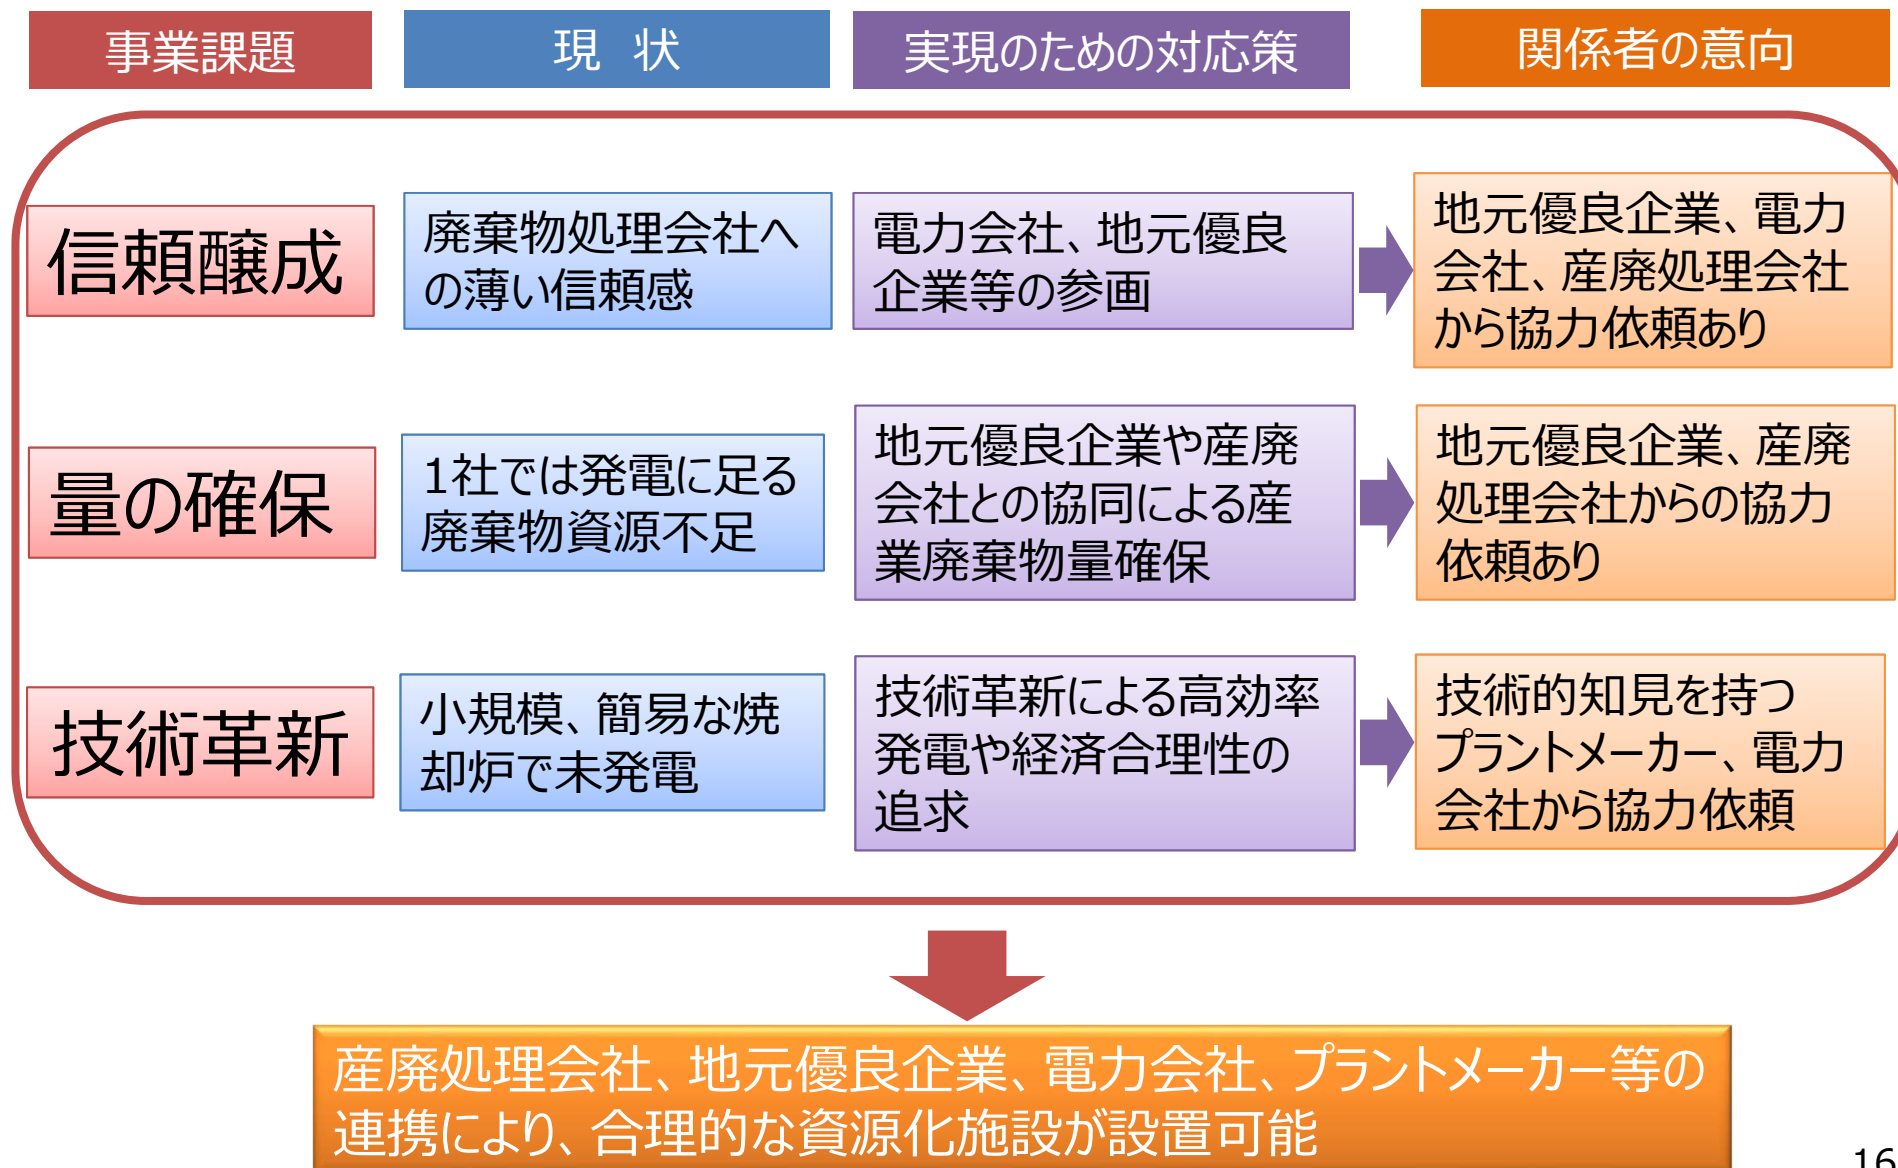 事業課題
現　状
実現のための対応策
関係者の意向
信頼醸成
廃棄物処理会社へ
の薄い信頼感
電力会社、地元優良
企業等の参画
地元優良企業、電力
会社、産廃処理会社
から協力依頼あり
量の確保
1社では発電に足る
廃棄物資源不足
地元優良企業や産廃
会社との協同による産
業廃棄物量確保
地元優良企業、産廃
処理会社からの協力
依頼あり
技術革新
小規模、簡易な焼
却炉で未発電
技術革新による高効率
発電や経済合理性の
追求
技術的知見を持つ
プラントメーカー、電力
会社から協力依頼
産廃処理会社、地元優良企業、電力会社、プラントメーカー等の
連携により、合理的な資源化施設が設置可能
16